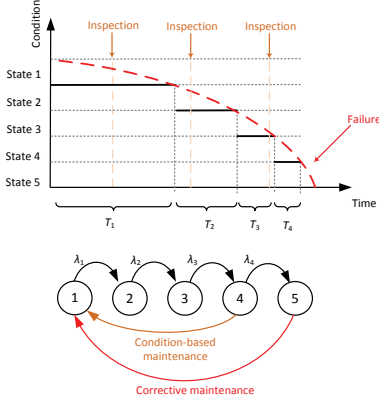 Inspection Inspection Inspection
Condition
State 1
State 2
State 3
State 4
State 5
Failure
Time
T1 T2 T3 T4
λ1 λ2 λ3 λ4
1 2 3 4 5
Condition-based
maintenance
Corrective maintenance